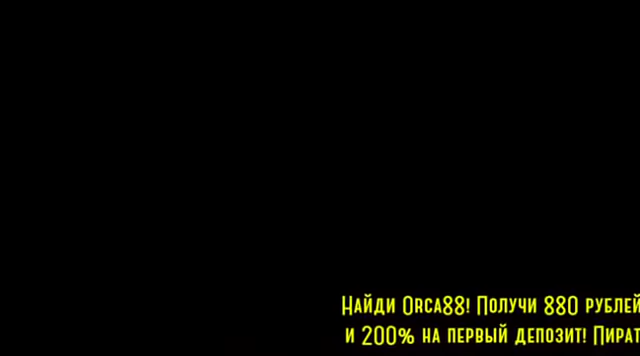 Найди Orca88! Получи 880 рублей
и 200% на первый депозит! Пират